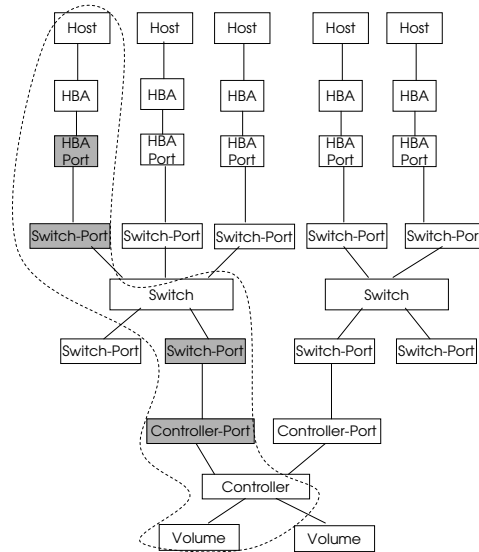 Host Host Host Host Host
HBA HBA HBA HBA HBA
HBA HBA HBA HBA HBA
Port Port Port Port Port
Switch-Port Switch-Port Switch-Port Switch-Port Switch-Port
Switch Switch
Switch-Port Switch-Port Switch-Port Switch-Port
Controller-Port Controller-Port
Controller
Volume Volume